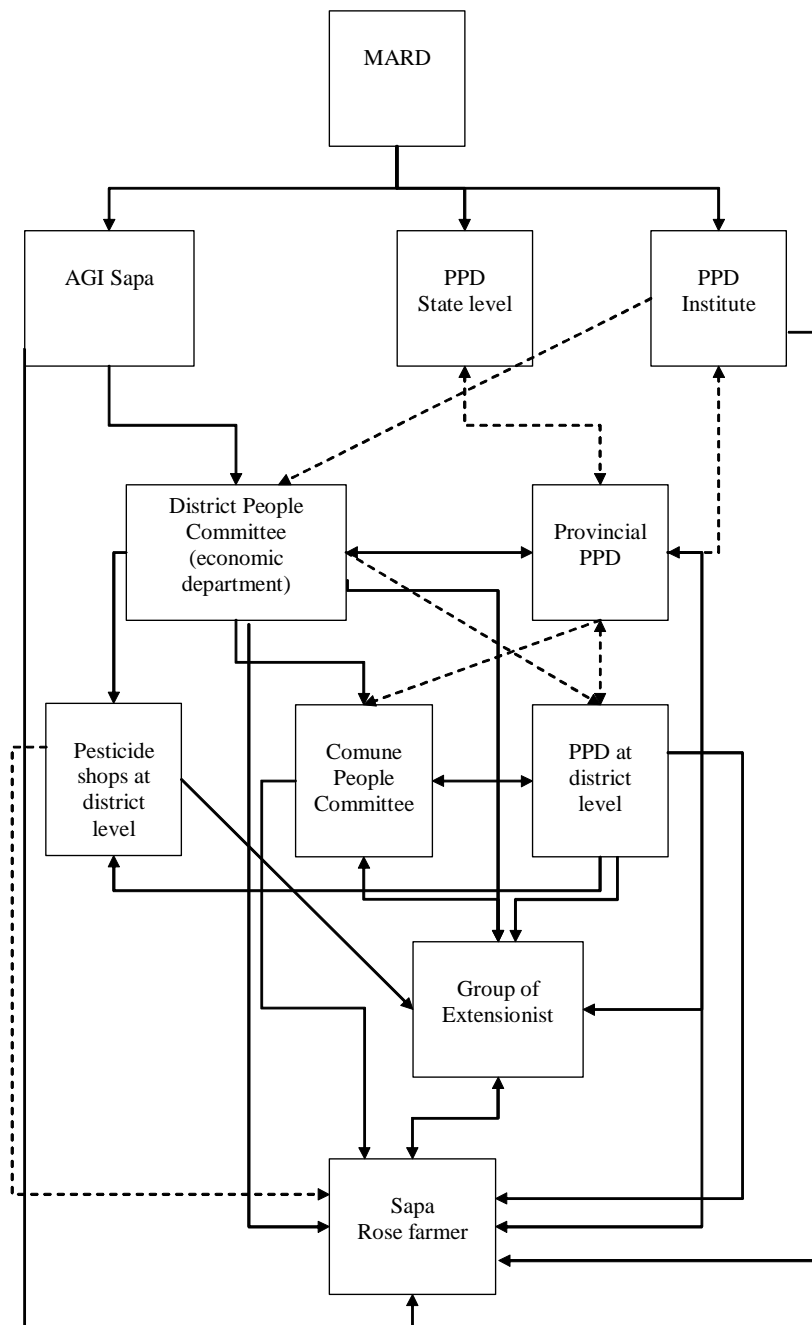 MARD
AGI Sapa
PPD
State level
PPD
Institute
District People
Committee
(economic
department)
Provincial
PPD
Pesticide
shops at
district
level
Comune
People
Committee
PPD at
district
level
Group of
Extensionist
Sapa
Rose farmer